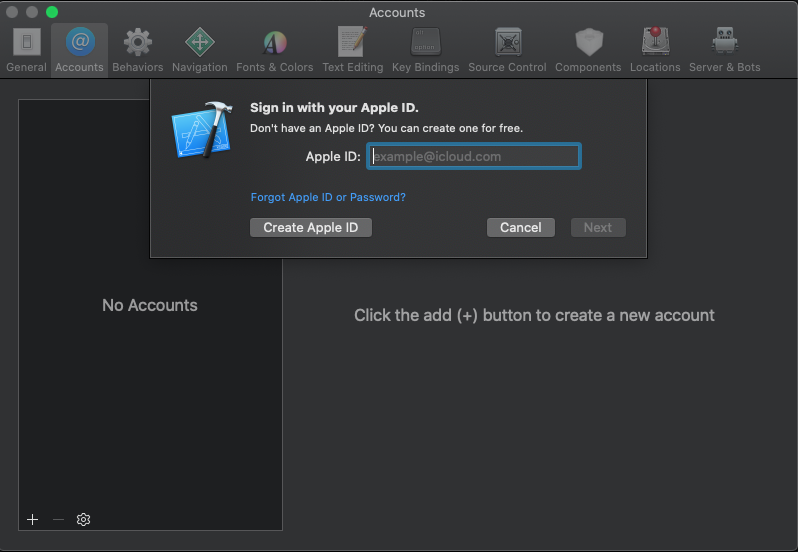 Accounts
General Accounts Behaviors Navigation Fonts & Colors Text Editing Key Bindings Source Control Components Locations Server & Bots
Sign in with your Apple ID.
Don't have an Apple ID? You can create one for free.
Apple ID: example@icloud.com
Forgot Apple ID or Password?
Create Apple ID Cancel Next
No Accounts
Click the add (+) button to create a new account